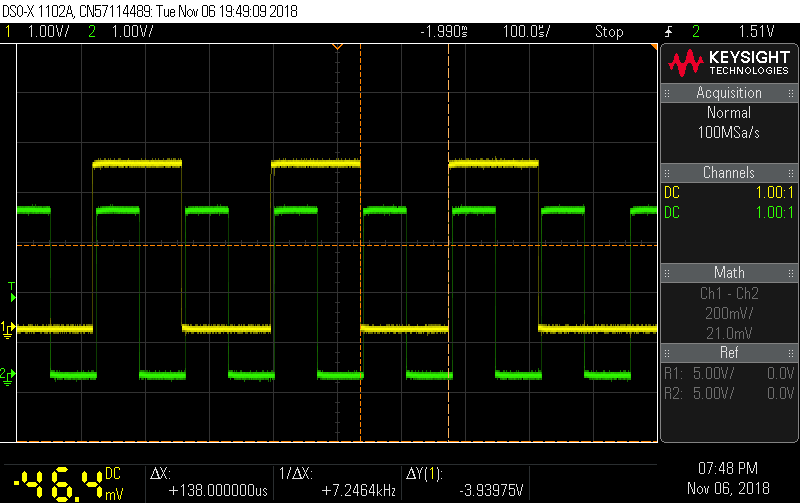 DSO-X 1102A, CN57114489: Tue Nov 06 19:49:09 2018
1 1.00V/ 2 1.00V/ -1.990ms 100.0s/ Stop 2 1.51V
KEYSIGHT
TECHNOLOGIES
Acquisition
Normal
100MSa/s
Channels
DC 1.00:1
DC 1.00:1
T
Math
Ch1 - Ch2
200mV/
21.0mV
1
Ref
R1: 5.00V/ 0.0V
2
R2: 5.00V/ 0.0V
-46.4 DC mV
ΔX:
+138.000000us
1/ΔX:
+7.2464kHz
ΔY(1):
-3.93975V
07:48 PM
Nov 06, 2018